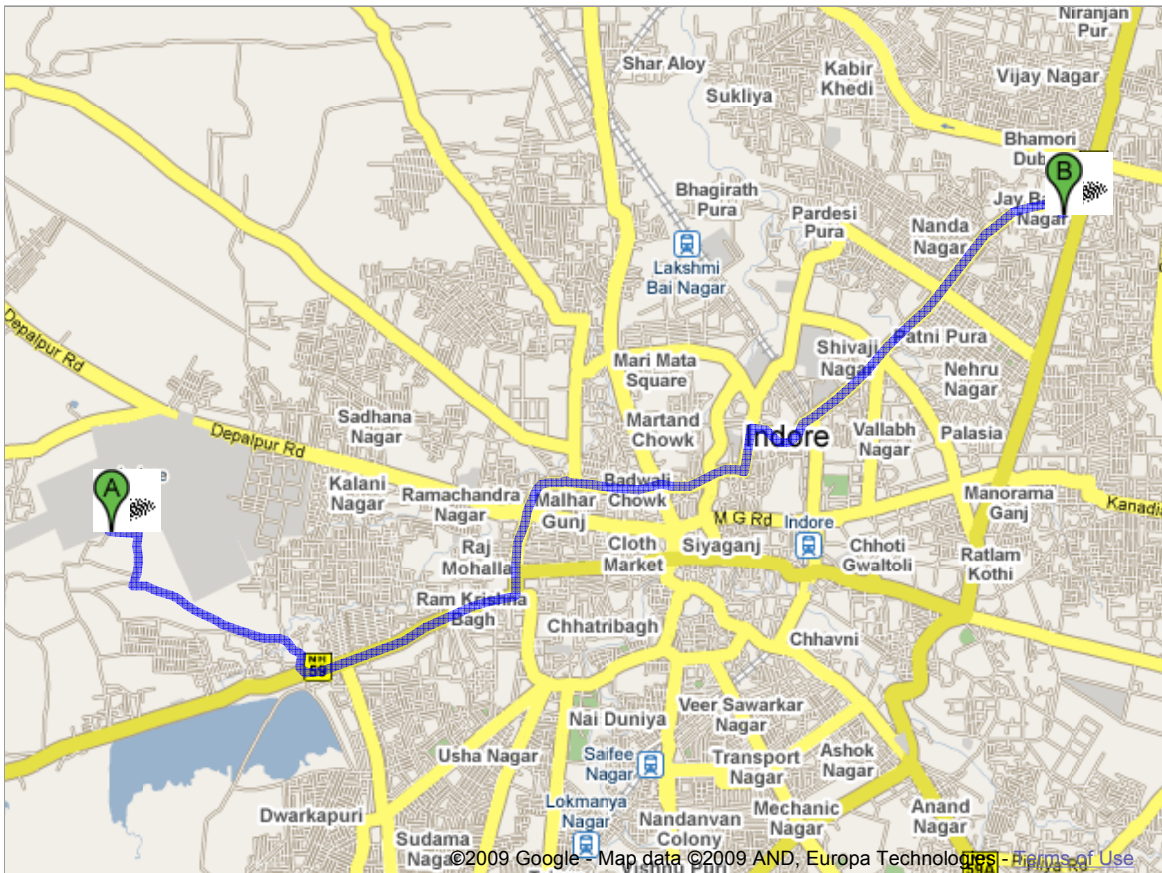 Niranjan
Pur
Shar Aloy
Kabir
Khedi
Vijay Nagar
Sukliya
Bhamori
B
Bhagirath
Pura
Pardesi
Pura
Nanda
Nagar
Nagar
Lakshmi
Bai Nagar
Depalpur Rd
Mari Mata
Square
Shivaji
Nagar
Patni Pura
Nehru
Nagar
Sadhana
Nagar
Martand
Chowk
Indore
Vallabh
Nagar
Palasia
Depalpur Rd
A
Kalani
Nagar
Ramachandra
Nagar
Badwali
Chowk
Malhar
Gunj
M G Rd
Indore
Manorama
Ganj
Raj
Mohalla
Cloth
Market
Siyaganj
Chhoti
Gwaltoli
Ratlam
Kothi
Ram Krishna
Bagh
Chhatribagh
Chhavni
NH
59
Nai Duniya
Veer Sawarkar
Nagar
Usha Nagar
Saifee
Nagar
Transport
Nagar
Ashok
Nagar
Dwarkapuri
Lokmanya
Nagar
Nandanvan
Colony
Mechanic
Nagar
Anand
Nagar
Sudama
Nagar
©2009 Google - Map data ©2009 AND, Europa Technologies - Terms of Use
59A
Rd